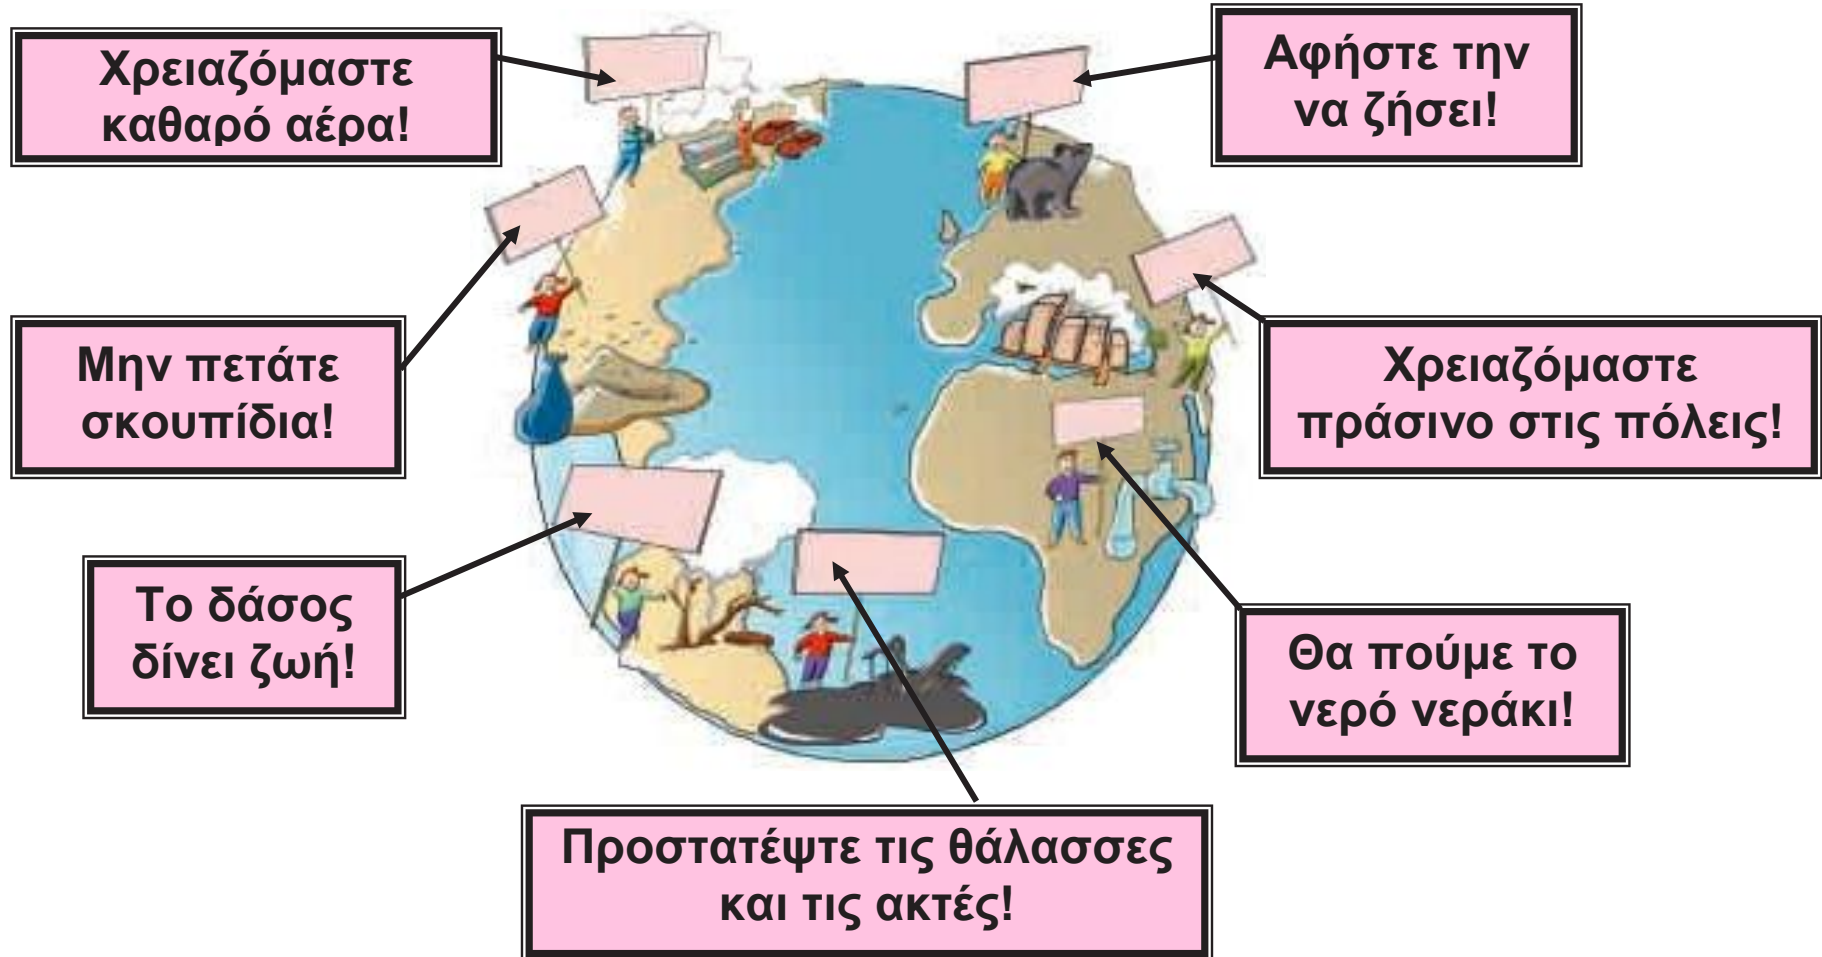 Χρειαζόμαστε
καθαρό αέρα!
Αφήστε την
να ζήσει!
Μην πετάτε
σκουπίδια!
Χρειαζόμαστε
πράσινο στις πόλεις!
Το δάσος
δίνει ζωή!
Θα πούμε το
νερό νεράκι!
Προστατέψτε τις θάλασσες
και τις ακτές!